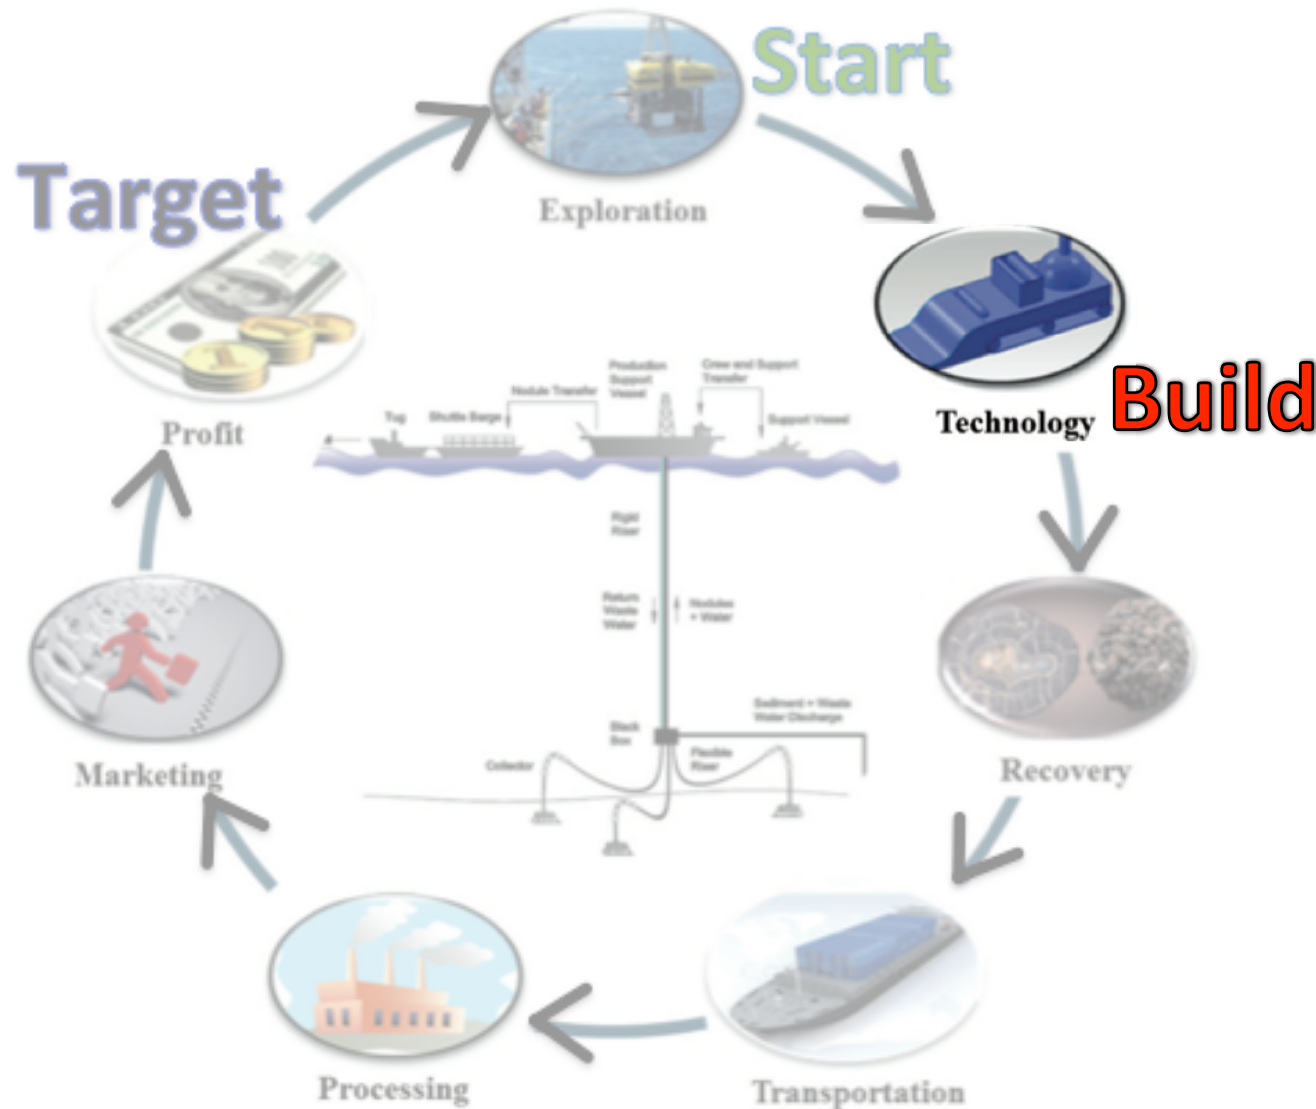 Start
Exploration
Target
Profit
Technology
Build
Production
Support
Vessel
Crew and Support
Transfer
Nodule Transfer
Tug
Shuttle Barge
Support Vessel
Rigid
Riser
Return
Waste
Water
Nodules
+ Water
Sediment + Waste
Water Discharge
Black
Box
Flexible
Riser
Collector
Marketing
Recovery
Processing
Transportation